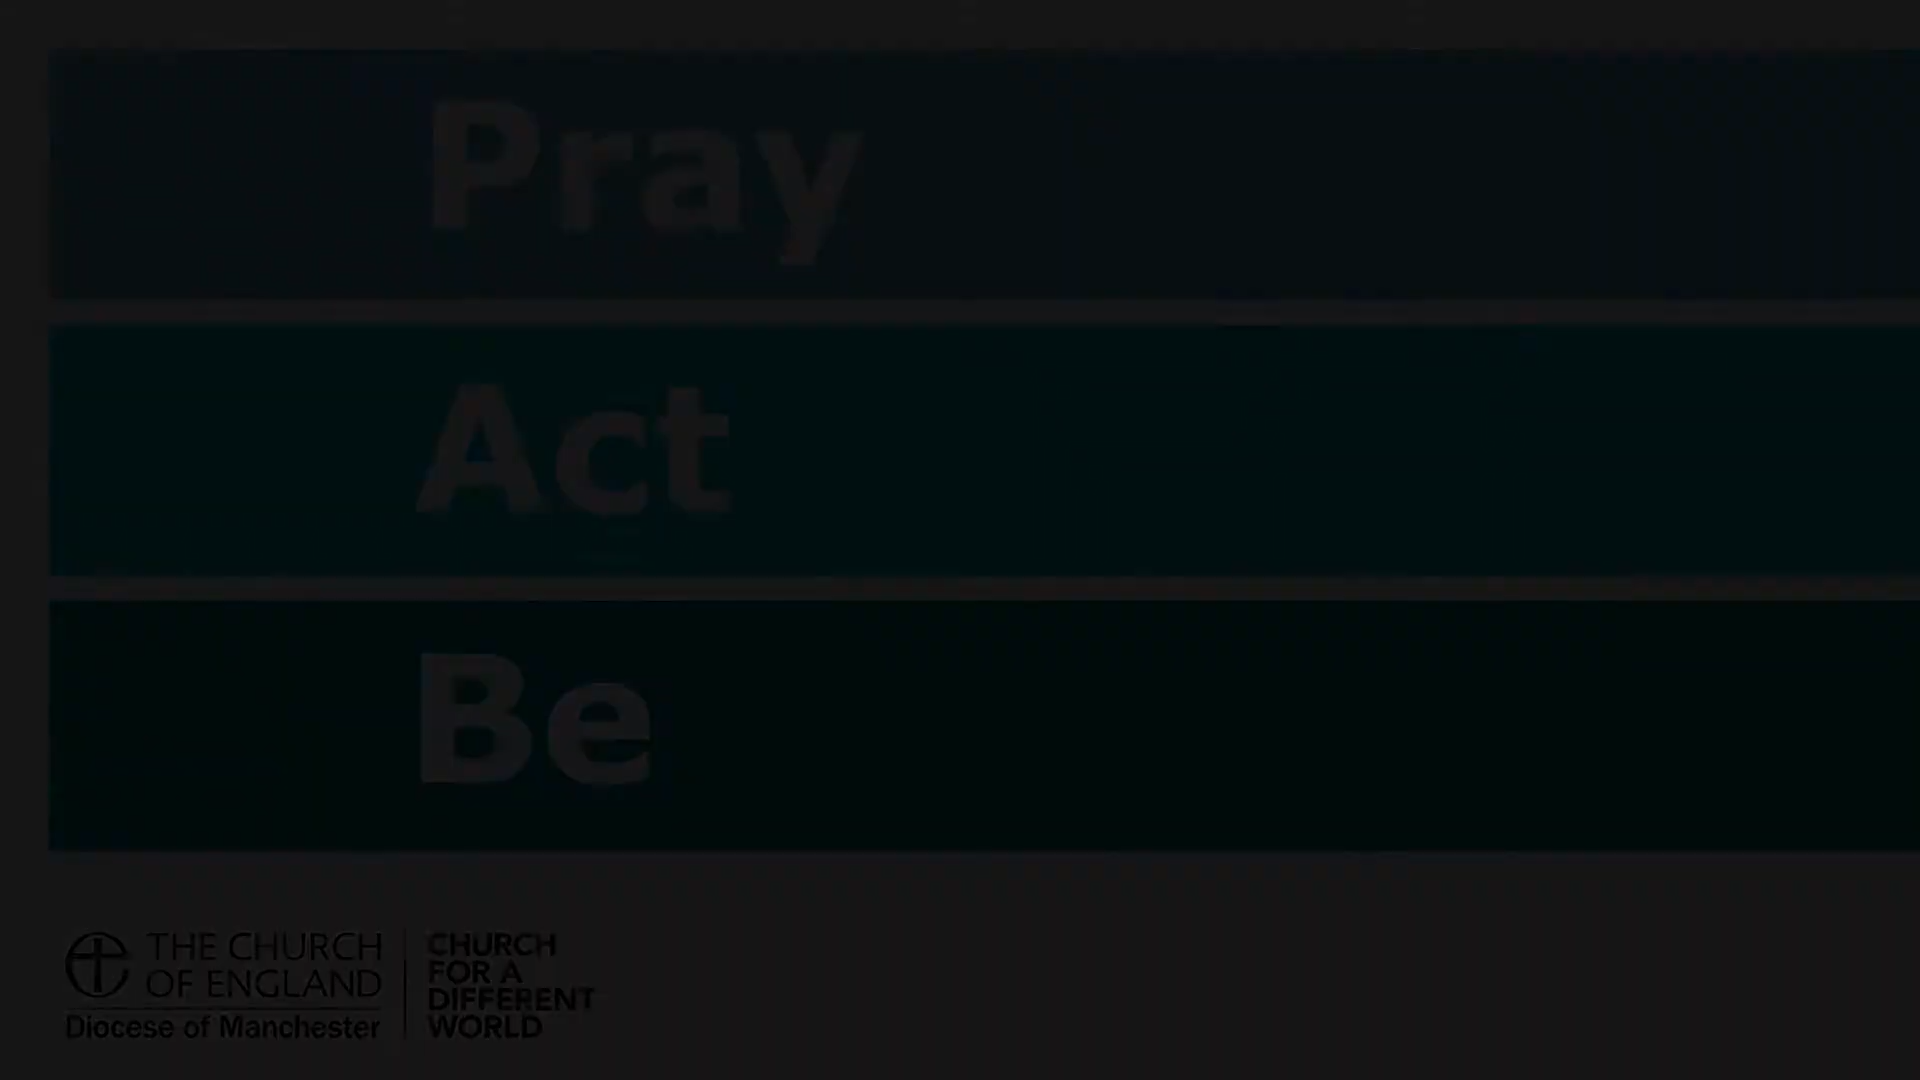 Pray
Act
Be
THE CHURCH
OF ENGLAND
Diocese of Manchester
CHURCH
FOR A
DIFFERENT
WORLD